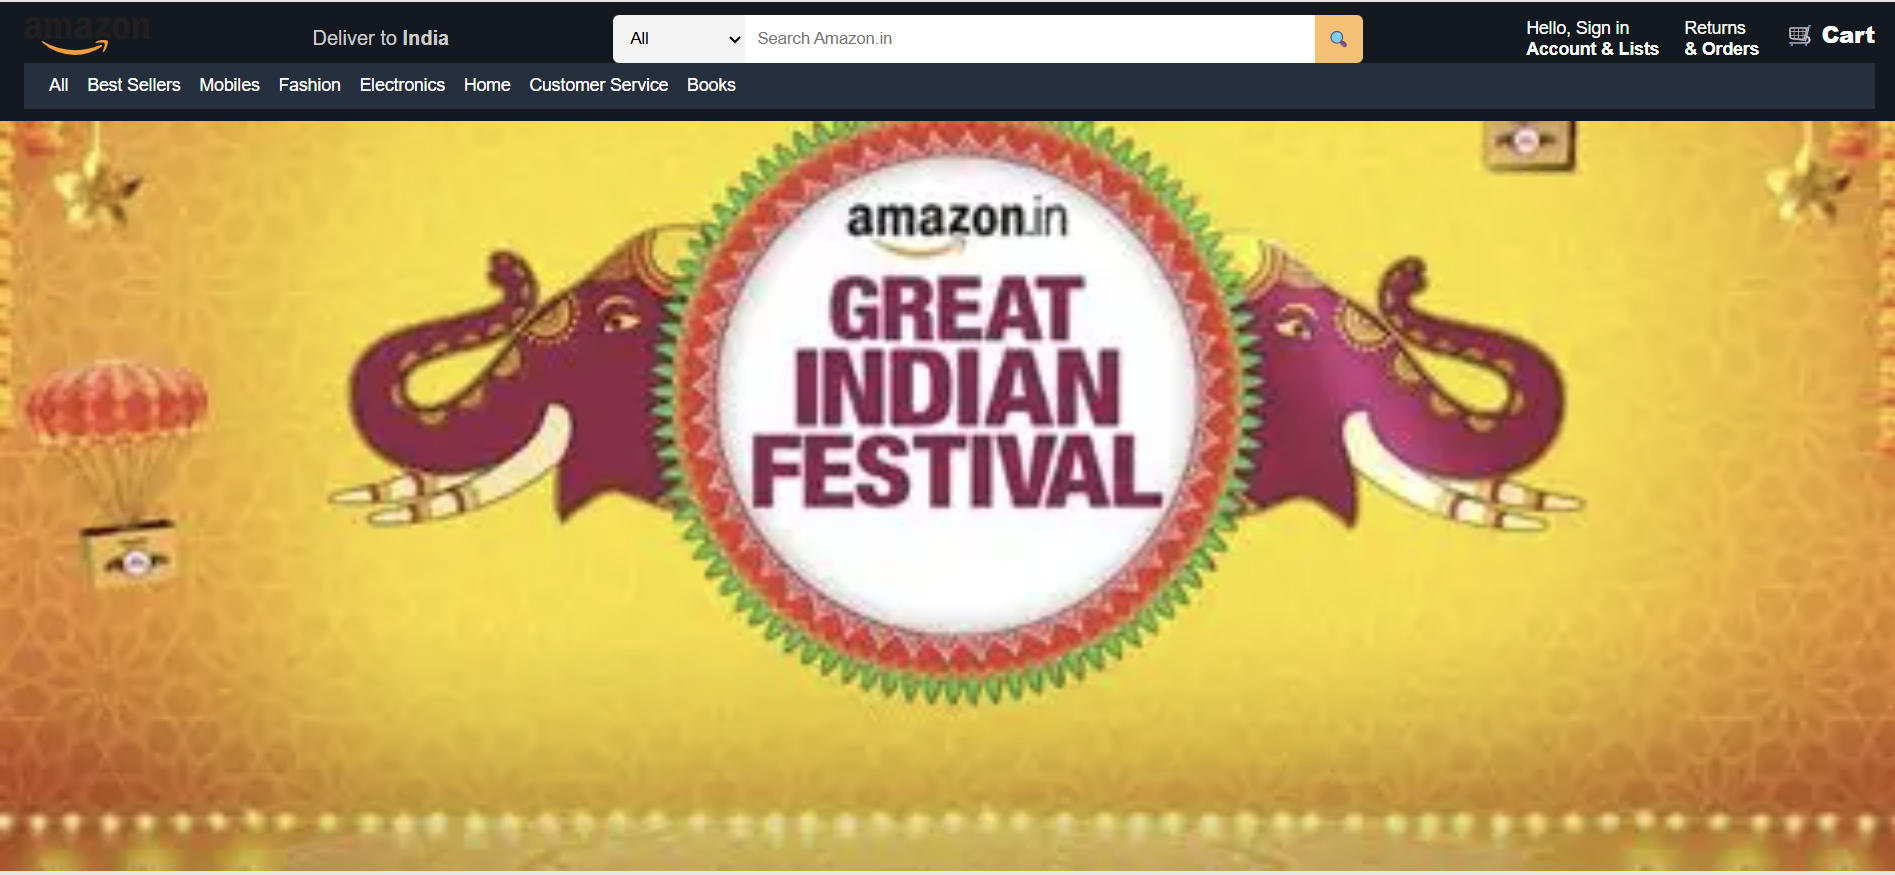 amazon
Deliver to India
All
Search Amazon.in
Hello, Sign in
Account & Lists
Returns
& Orders
Cart
All Best Sellers Mobiles Fashion Electronics Home Customer Service Books
amazon.in
GREAT
INDIAN
FESTIVAL